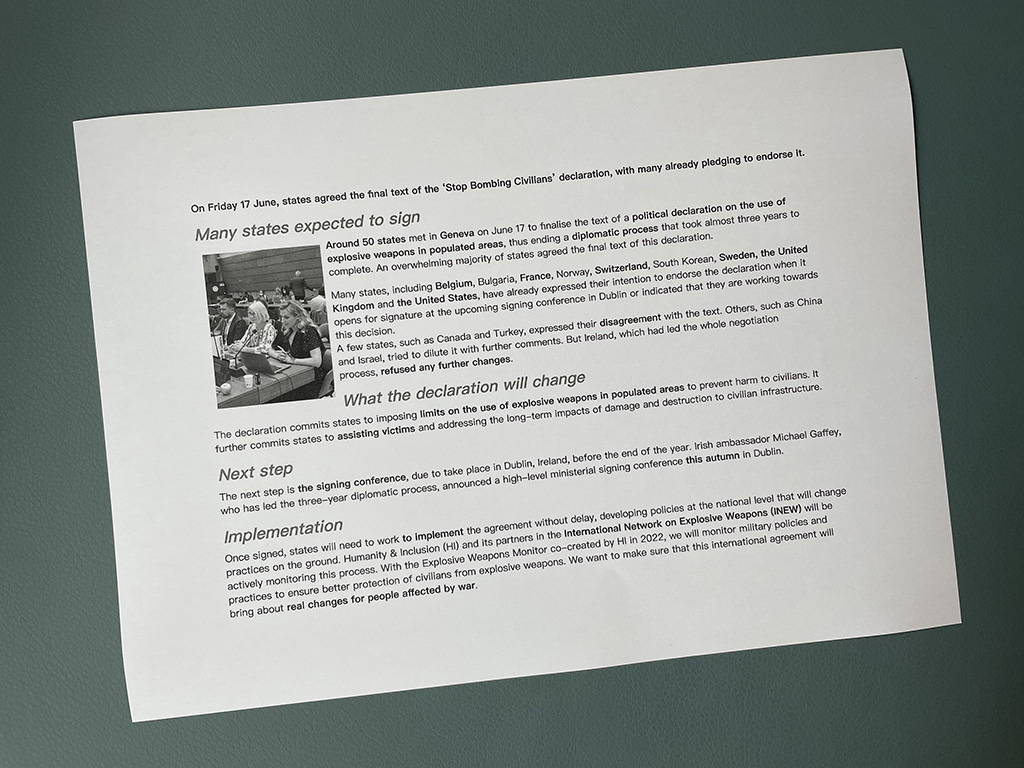 On Friday 17 June, states agreed the final text of the ‘Stop Bombing Civilians’ declaration, with many already pledging to endorse it.
Many states expected to sign
Around 50 states met in Geneva on June 17 to finalise the text of a political declaration on the use of
explosive weapons in populated areas, thus ending a diplomatic process that took almost three years to
complete. An overwhelming majority of states agreed the final text of this declaration.
Many states, including Belgium, Bulgaria, France, Norway, Switzerland, South Korean, Sweden, the United
Kingdom and the United States, have already expressed their intention to endorse the declaration when it
opens for signature at the upcoming signing conference in Dublin or indicated that they are working towards
this decision.
A few states, such as Canada and Turkey, expressed their disagreement with the text. Others, such as China
and Israel, tried to dilute it with further comments. But Ireland, which had led the whole negotiation
process, refused any further changes.
What the declaration will change
The declaration commits states to imposing limits on the use of explosive weapons in populated areas to prevent harm to civilians. It
further commits states to assisting victims and addressing the long-term impacts of damage and destruction to civilian infrastructure.
Next step
The next step is the signing conference, due to take place in Dublin, Ireland, before the end of the year. Irish ambassador Michael Gaffey,
who has led the three-year diplomatic process, announced a high-level ministerial signing conference this autumn in Dublin.
Implementation
Once signed, states will need to work to implement the agreement without delay, developing policies at the national level that will change
practices on the ground. Humanity & Inclusion (HI) and its partners in the International Network on Explosive Weapons (INEW) will be
actively monitoring this process. With the Explosive Weapons Monitor co-created by HI in 2022, we will monitor military policies and
practices to ensure better protection of civilians from explosive weapons. We want to make sure that this international agreement will
bring about real changes for people affected by war.